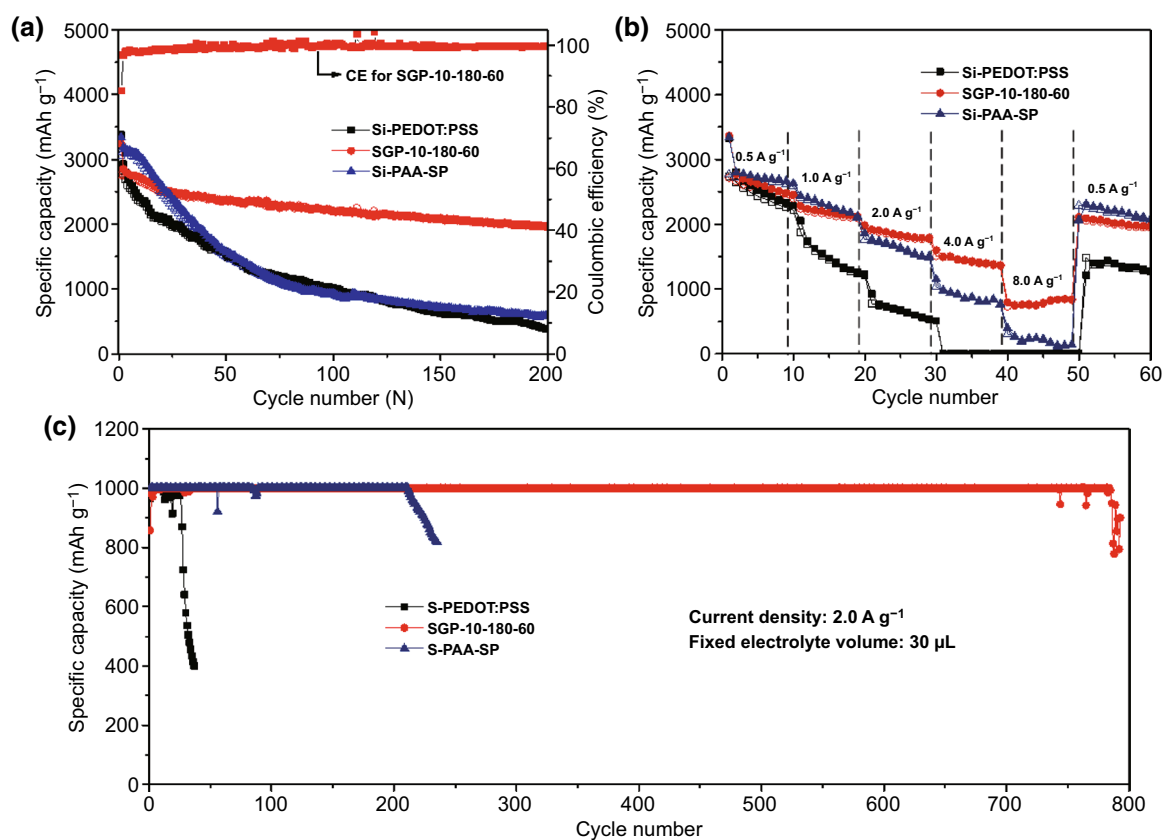 (a)
5000
4000
3000
2000
1000
0
Specific capacity (mAh g⁻¹)
0
50
100
150
200
Cycle number (N)
100
80
60
40
20
0
Coulombic efficiency (%)
CE for SGP-10-180-60
Si-PEDOT:PSS
SGP-10-180-60
Si-PAA-SP
(b)
5000
4000
3000
2000
1000
0
Specific capacity (mAh g⁻¹)
0
10
20
30
40
50
60
Cycle number
Si-PEDOT:PSS
SGP-10-180-60
Si-PAA-SP
0.5 A g⁻¹
1.0 A g⁻¹
2.0 A g⁻¹
4.0 A g⁻¹
8.0 A g⁻¹
0.5 A g⁻¹
(c)
1200
1000
800
600
400
200
0
Specific capacity (mAh g⁻¹)
0
100
200
300
400
500
600
700
800
Cycle number
S-PEDOT:PSS
SGP-10-180-60
S-PAA-SP
Current density: 2.0 A g⁻¹
Fixed electrolyte volume: 30 µL